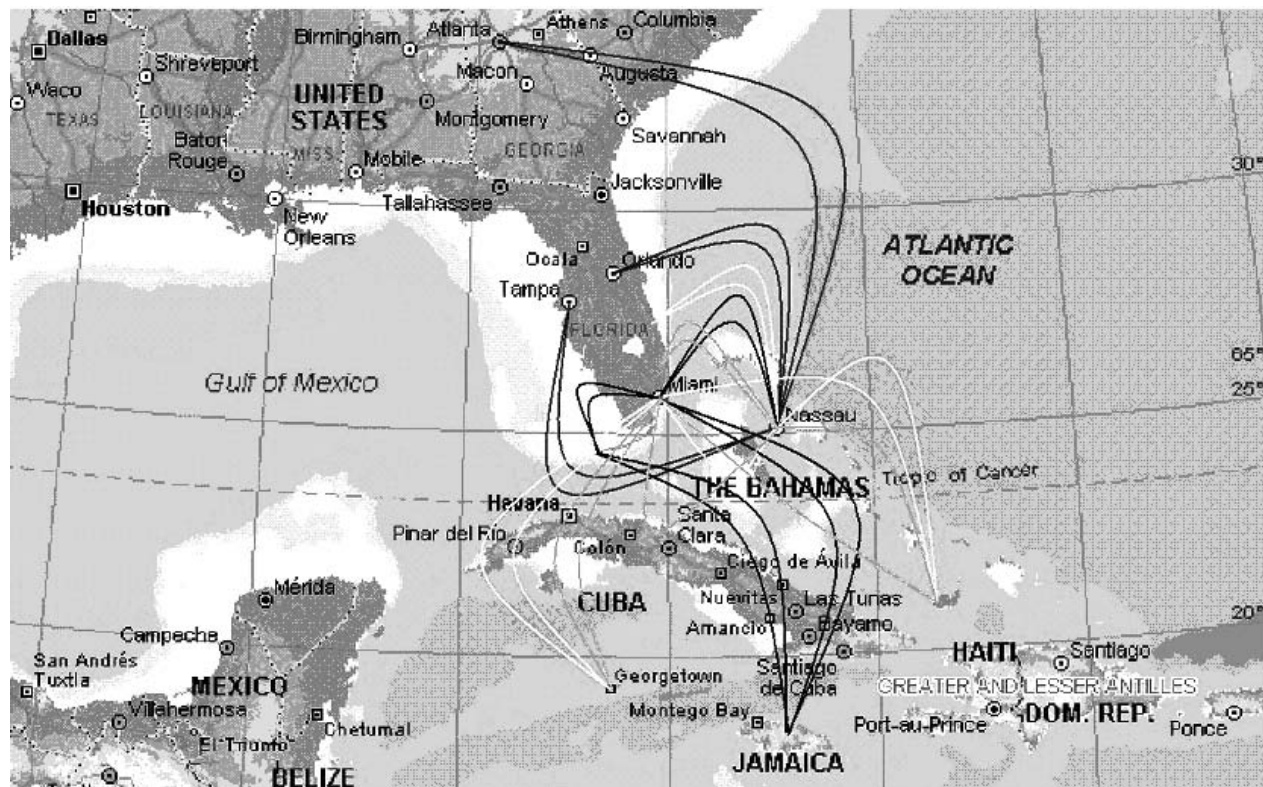 Dallas
Athens
Columbia
Birmingham
Atlanta
Augusta
Shreveport
Macon
Waco
TEXAS
LOUISIANA
UNITED
STATES
Montgomery
Savannah
Baton
Rouge
MISS.
GEORGIA
Mobile
30°
Houston
New
Orleans
Tallahassee
Jacksonville
Ocala
Orlando
ATLANTIC
OCEAN
Tampa
FLORIDA
Gulf of Mexico
Miami
65°
25°
Nassau
Tropic of Cancer
THE BAHAMAS
Havana
Santa
Clara
Pinar del Río
Colón
Ciego de Ávila
Mérida
CUBA
Nuevitas
Las Tunas
Amancio
Bayamo
20°
Campeche
San Andrés
Tuxtla
MEXICO
Georgetown
Santiago
de Cuba
HAITI
Santiago
GREATER AND LESSER ANTILLES
Villahermosa
Chetumal
Montego Bay
Port-au-Prince
DOM. REP.
Ponce
El Triunfo
BELIZE
JAMAICA